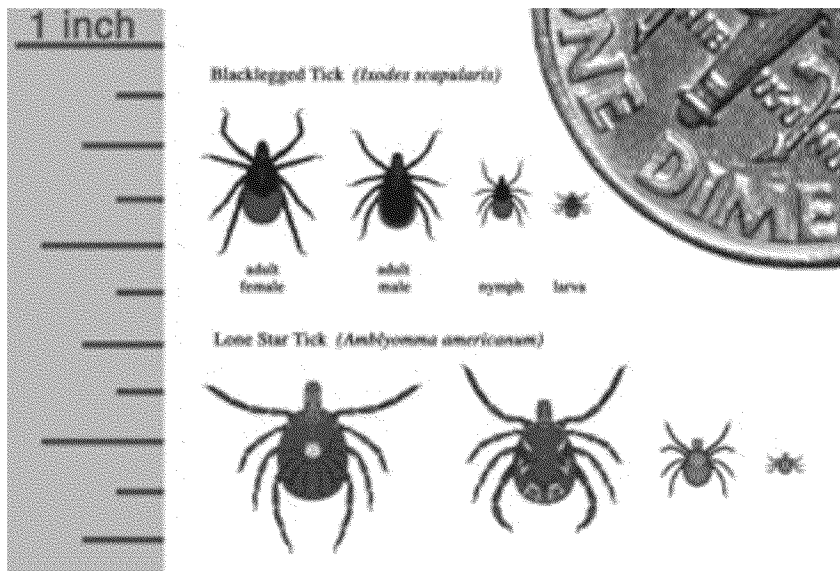 1 inch
Blacklegged Tick (Ixodes scapularis)
ONE DIME
adult female
adult male
nymph
larva
Lone Star Tick (Amblyomma americanum)